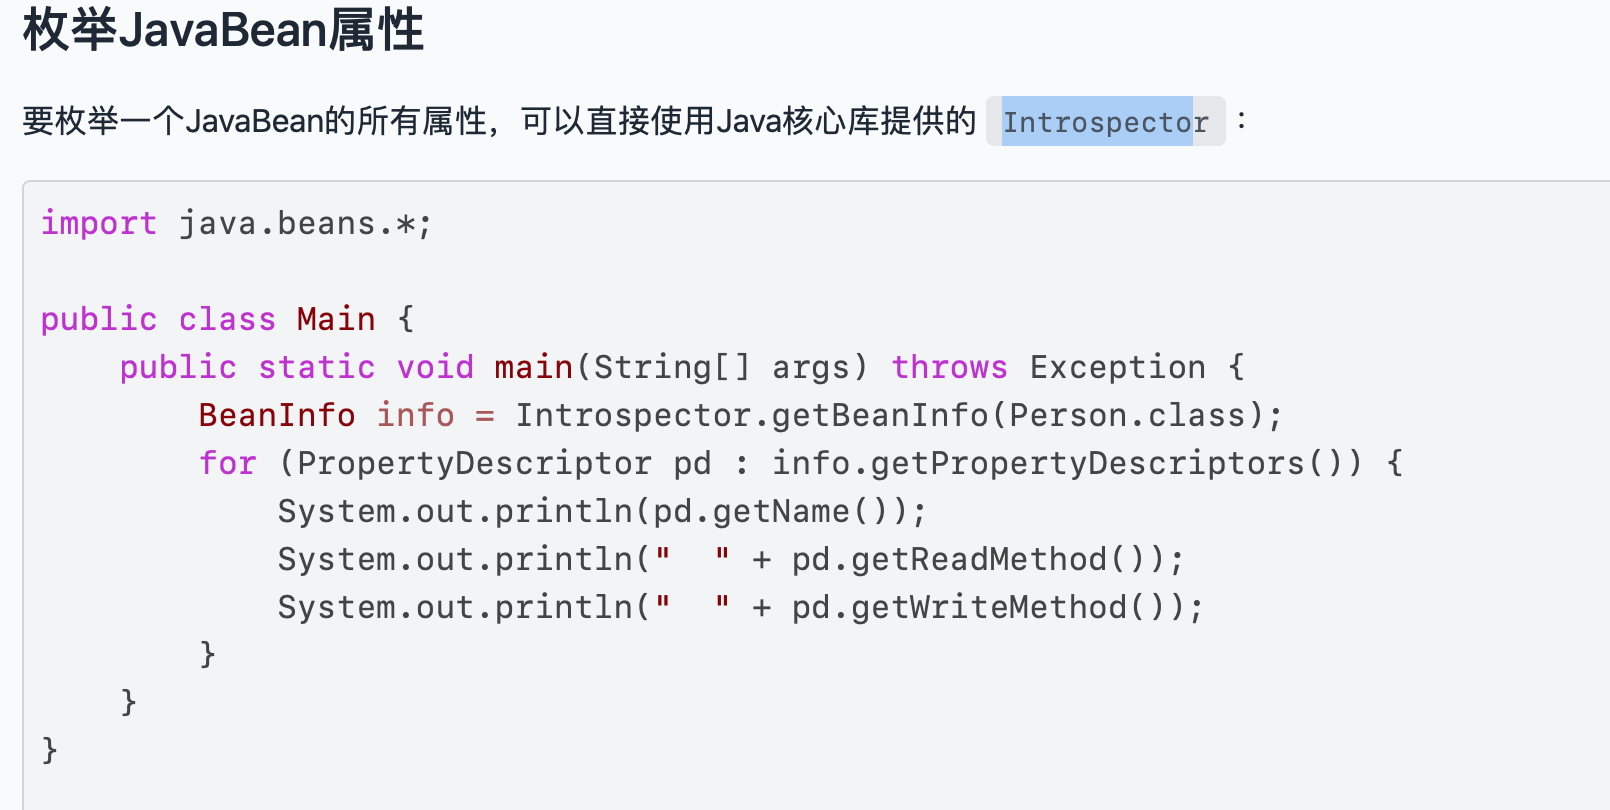 枚举JavaBean属性
要枚举一个JavaBean的所有属性，可以直接使用Java核心库提供的 Introspector ：
import java.beans.*;
public class Main {
    public static void main(String[] args) throws Exception {
        BeanInfo info = Introspector.getBeanInfo(Person.class);
        for (PropertyDescriptor pd : info.getPropertyDescriptors()) {
            System.out.println(pd.getName());
            System.out.println("  " + pd.getReadMethod());
            System.out.println("  " + pd.getWriteMethod());
        }
    }
}